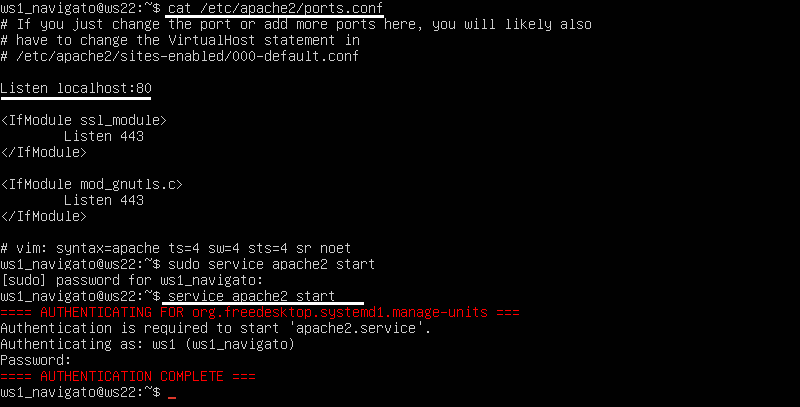 ws1_navigato@ws22:~$ cat /etc/apache2/ports.conf
# If you just change the port or add more ports here, you will likely also
# have to change the VirtualHost statement in
# /etc/apache2/sites-enabled/000-default.conf
Listen localhost:80
<IfModule ssl_module>
Listen 443
</IfModule>
<IfModule mod_gnutls.c>
Listen 443
</IfModule>
# vim: syntax=apache ts=4 sw=4 sts=4 sr noet
ws1_navigato@ws22:~$ sudo service apache2 start
[sudo] password for ws1_navigato:
ws1_navigato@ws22:~$ service apache2 start
==== AUTHENTICATING FOR org.freedesktop.systemd1.manage-units ===
Authentication is required to start 'apache2.service'.
Authenticating as: ws1 (ws1_navigato)
Password:
==== AUTHENTICATION COMPLETE ===
ws1_navigato@ws22:~$ _